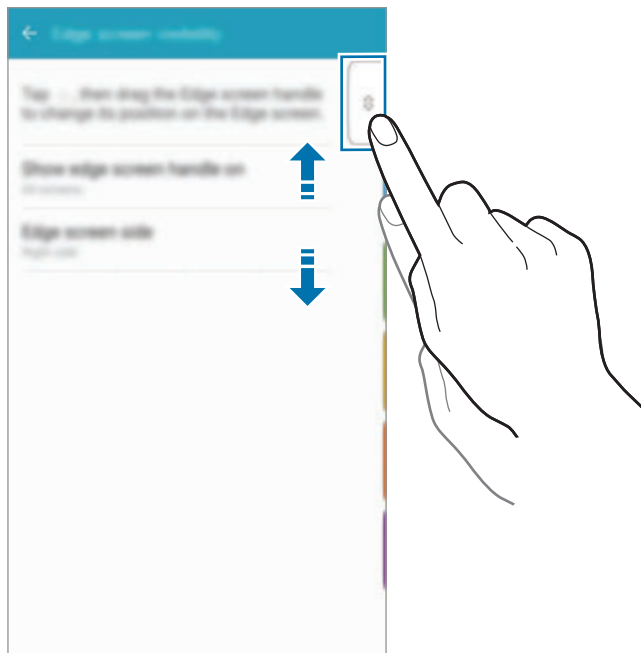 Edge screen visibility
Tap , then drag the Edge screen handle
to change its position on the Edge screen.
Show edge screen handle on
All screens
Edge screen side
Right side